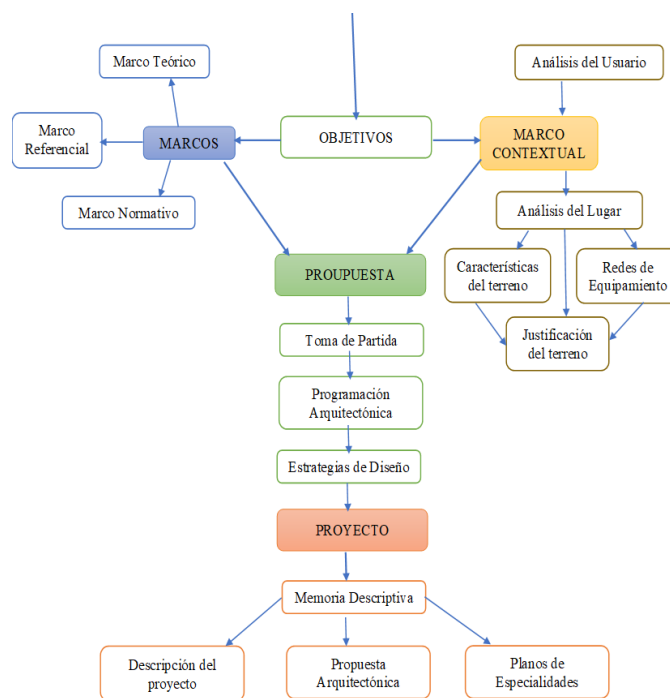 Marco Teórico
Análisis del Usuario
Marco
Referencial
MARCOS
OBJETIVOS
MARCO
CONTEXTUAL
Marco Normativo
Análisis del Lugar
PROUPUESTA
Características
del terreno
Redes de
Equipamiento
Toma de Partida
Justificación
del terreno
Programación
Arquitectónica
Estrategias de Diseño
PROYECTO
Memoria Descriptiva
Descripción del
proyecto
Propuesta
Arquitectónica
Planos de
Especialidades